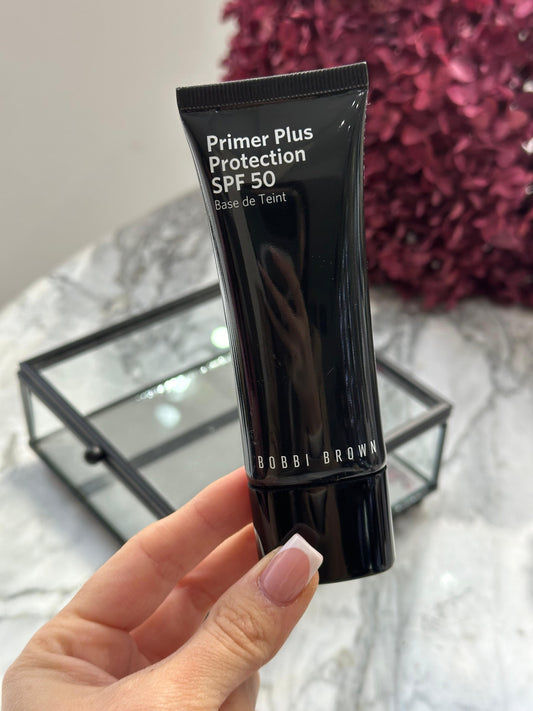 Primer Plus
Protection
SPF 50
Base de Teint
BOBBI BROWN